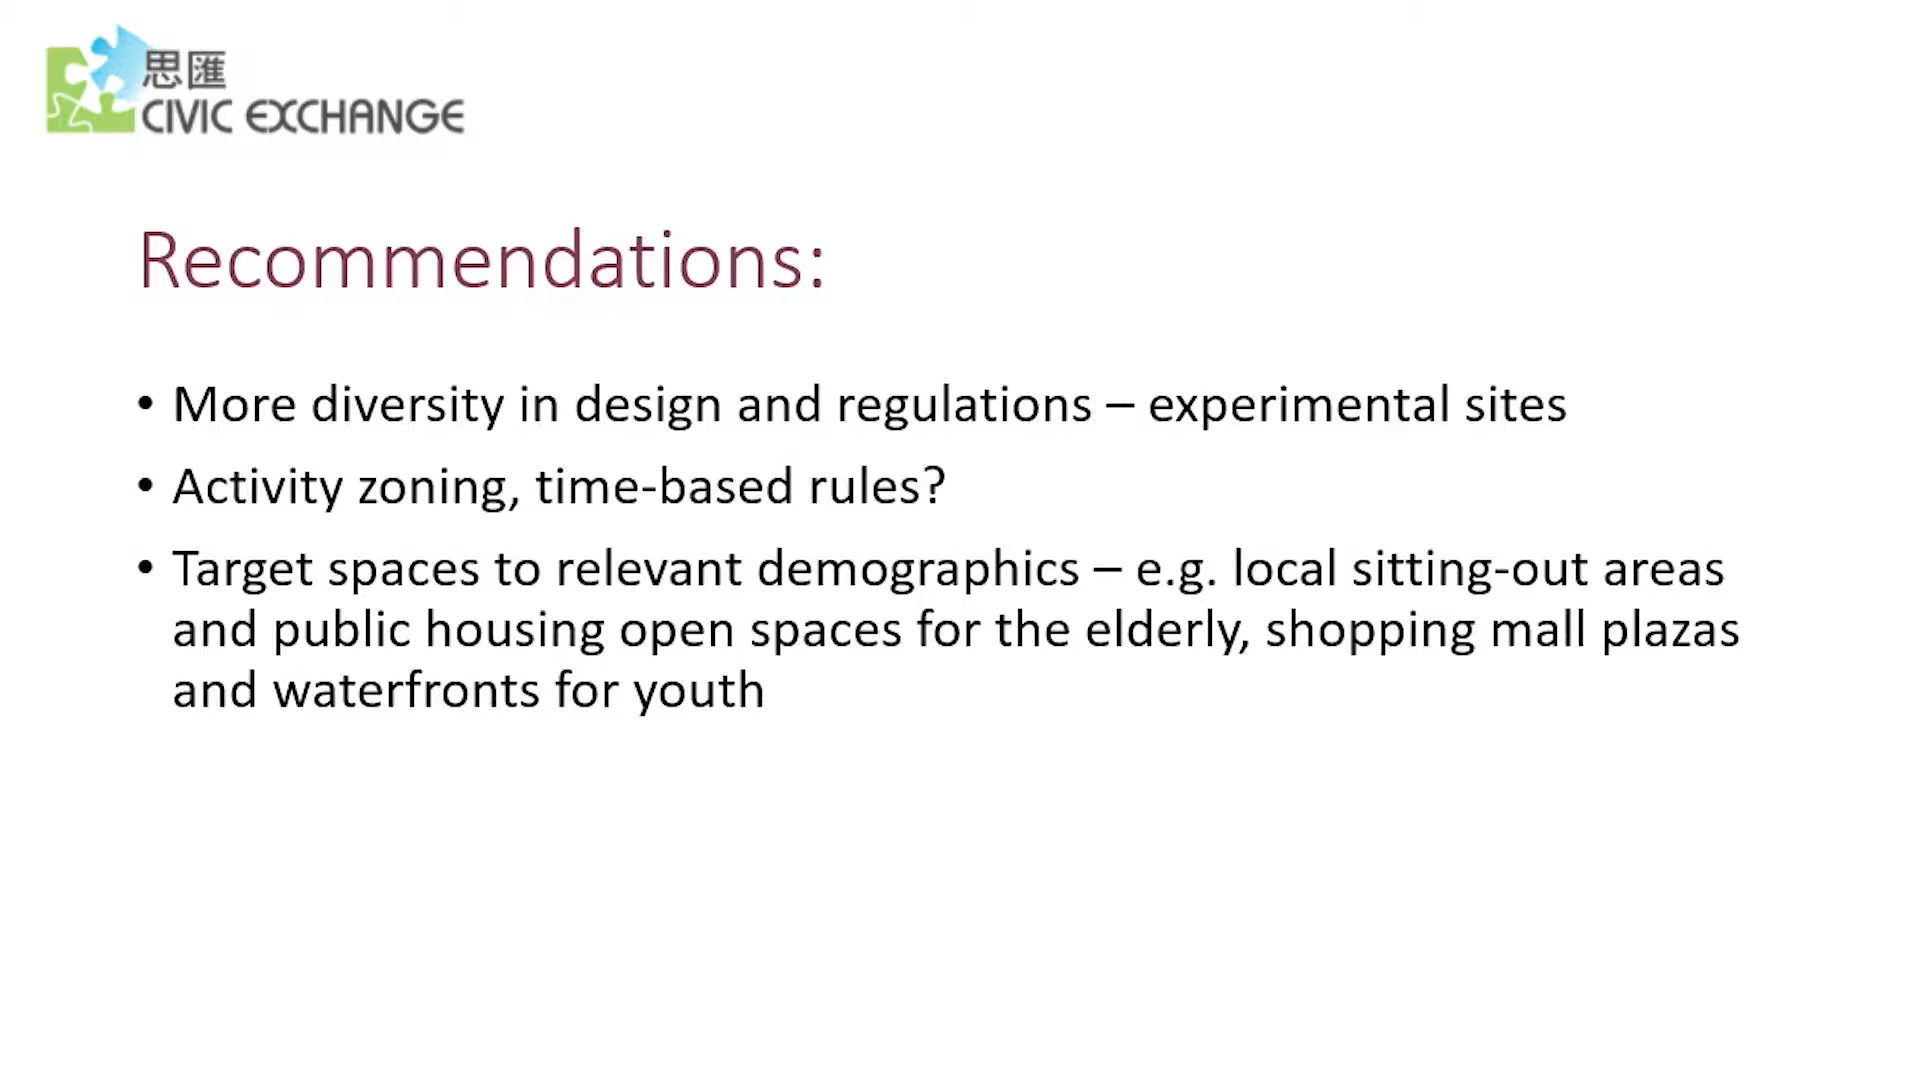 思匯
CIVIC EXCHANGE
Recommendations:
• More diversity in design and regulations – experimental sites
• Activity zoning, time-based rules?
• Target spaces to relevant demographics – e.g. local sitting-out areas
and public housing open spaces for the elderly, shopping mall plazas
and waterfronts for youth